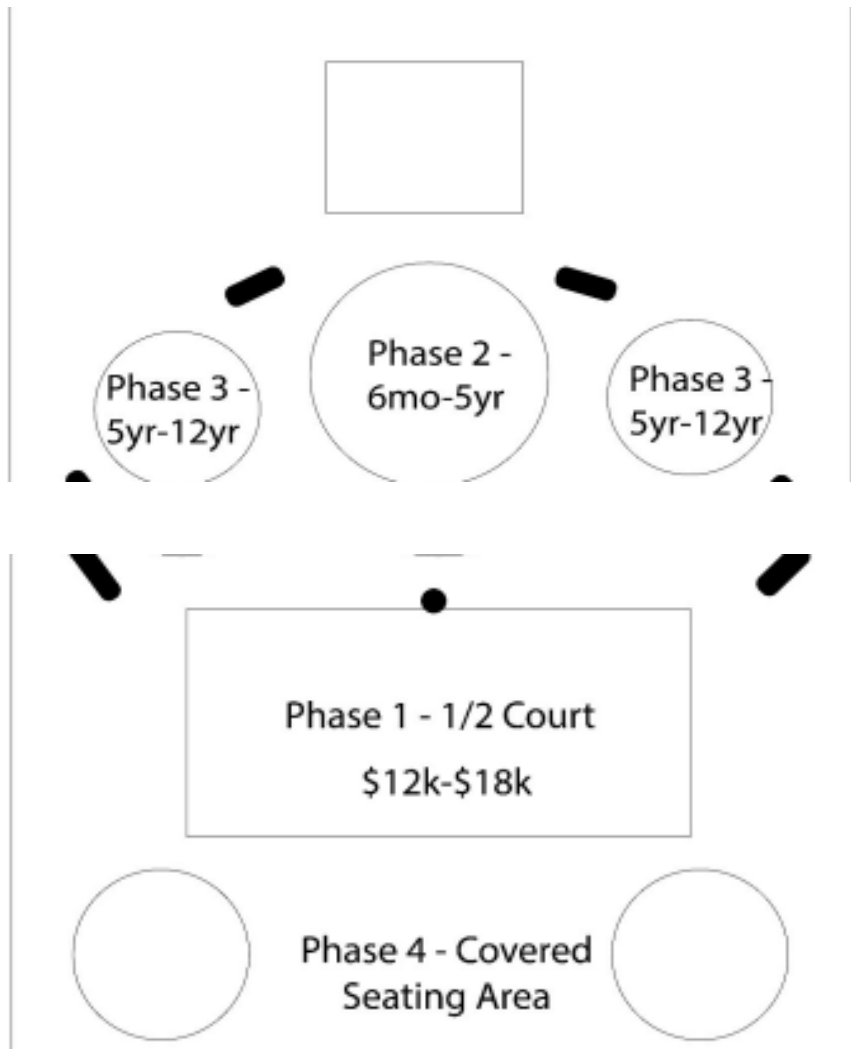 Phase 2 -
6mo-5yr
Phase 3 -
5yr-12yr
Phase 3 -
5yr-12yr
Phase 1 - 1/2 Court
$12k-$18k
Phase 4 - Covered
Seating Area